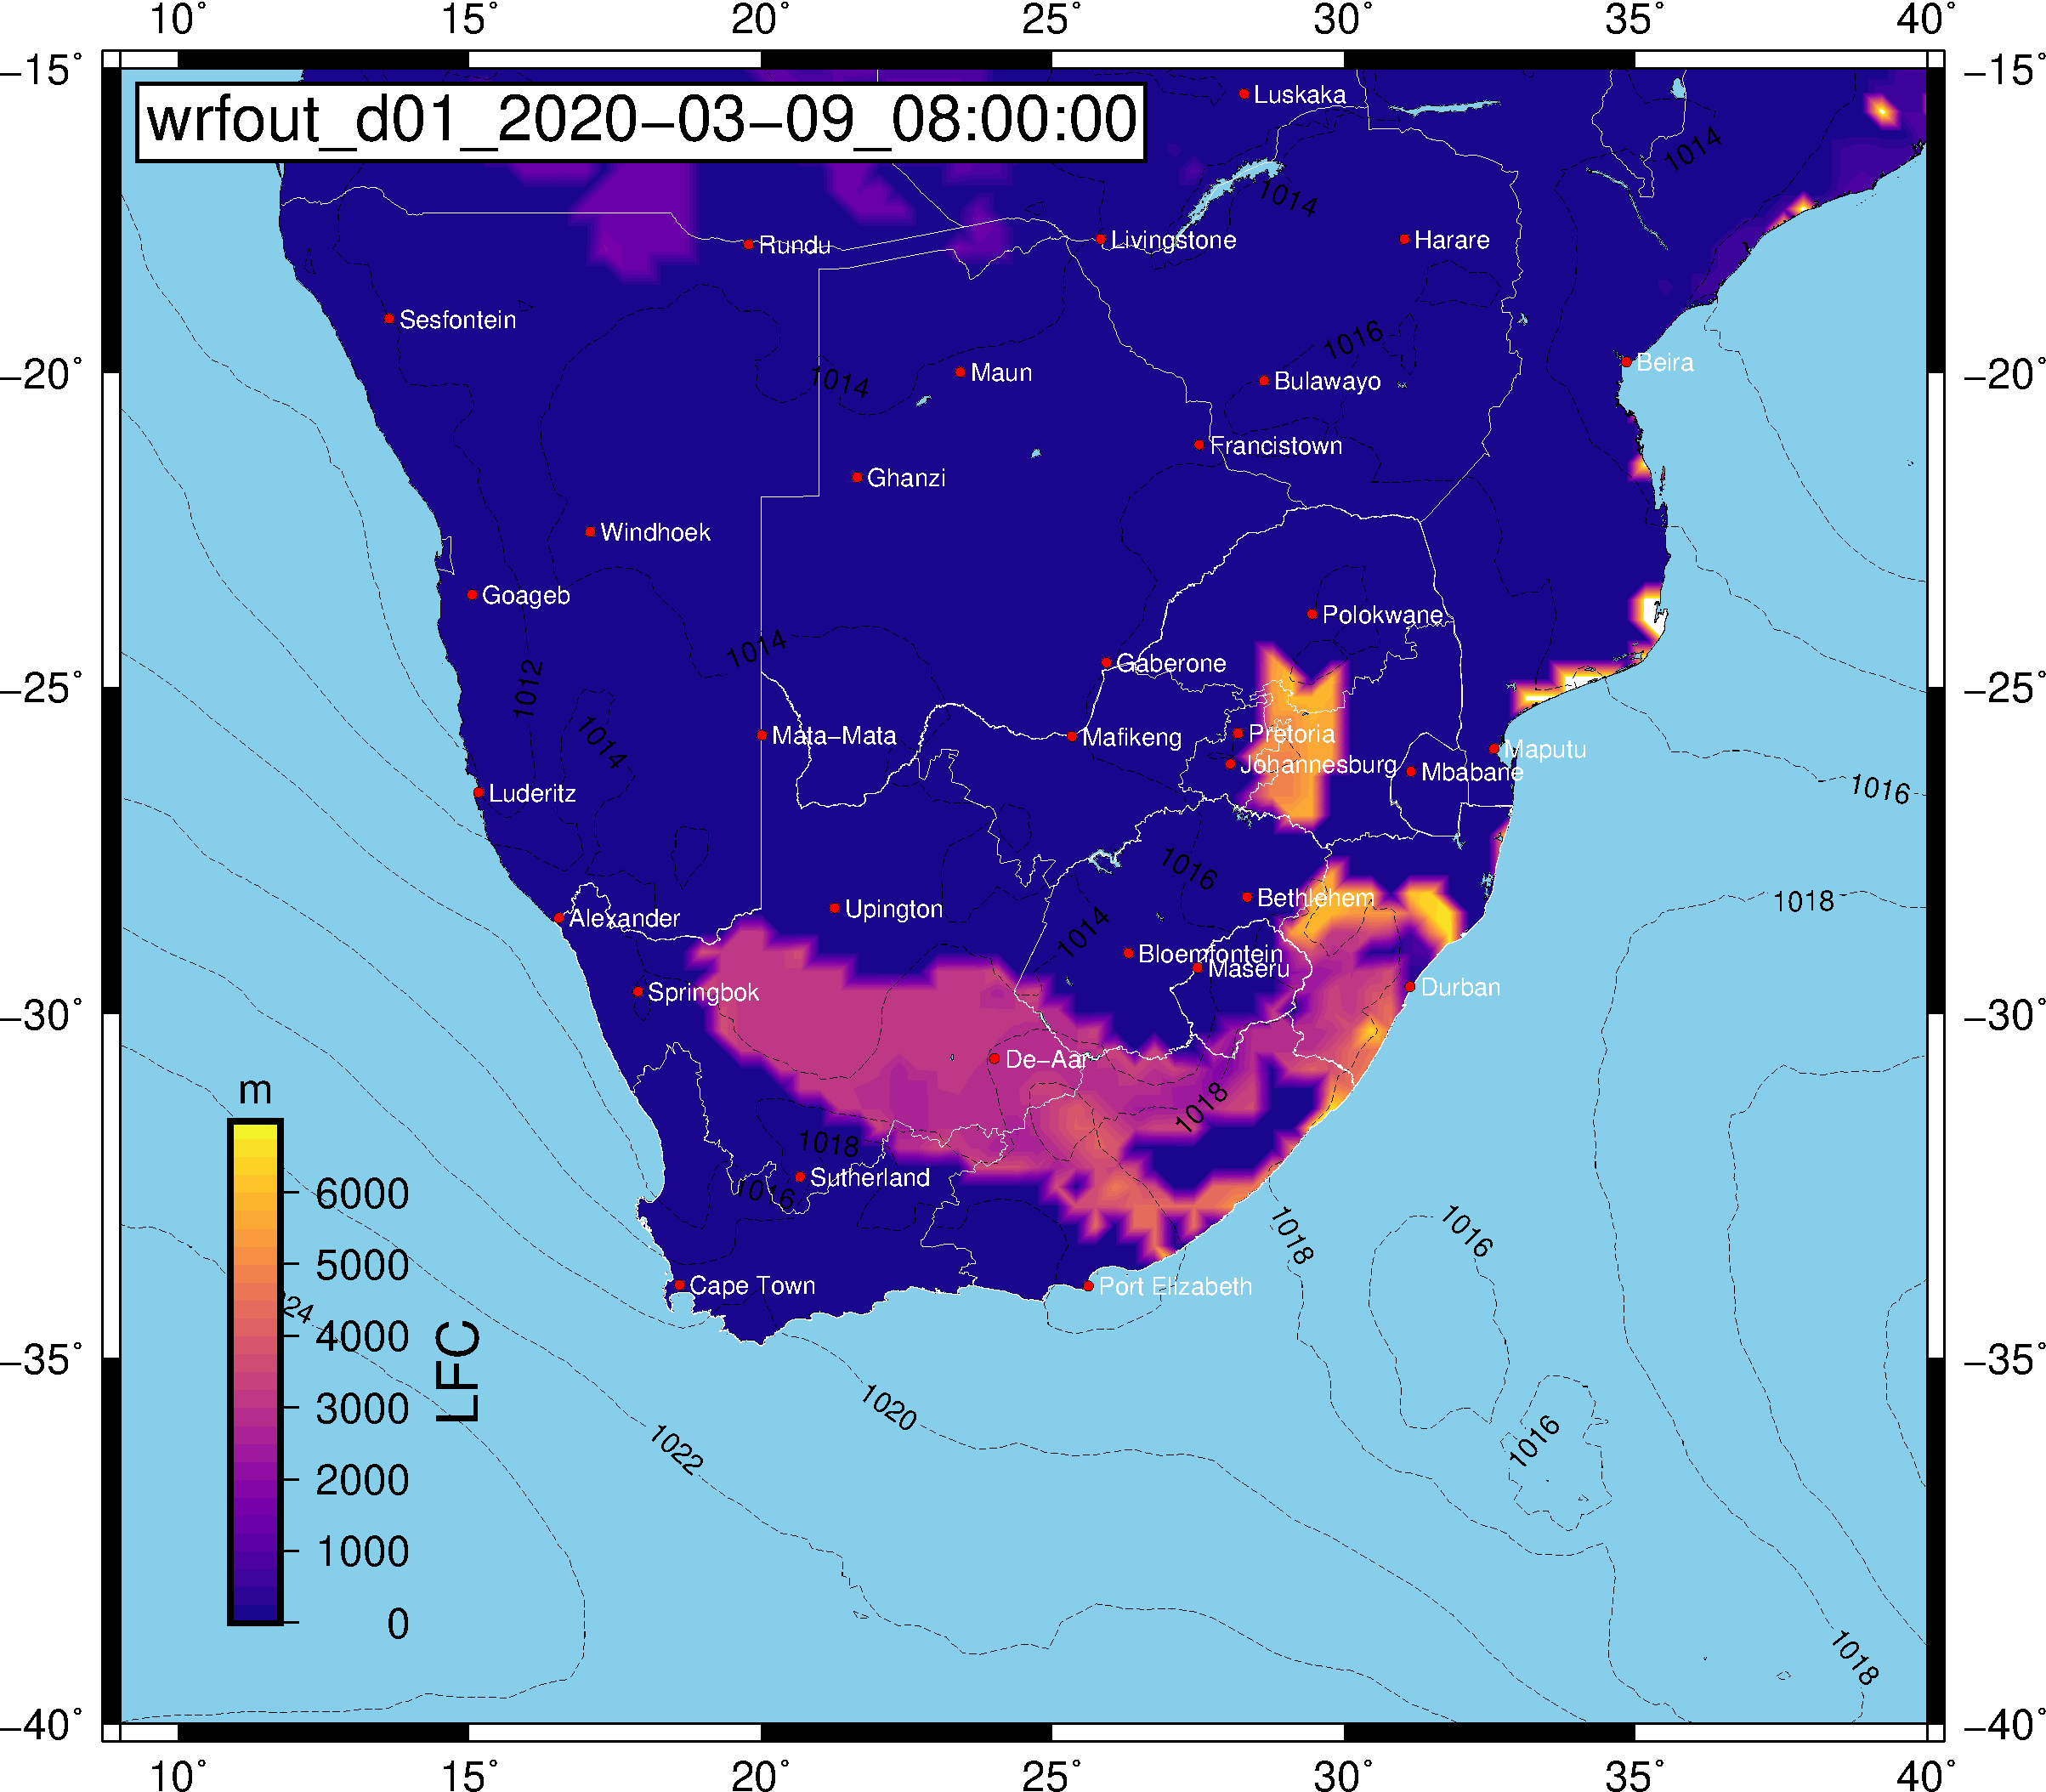 10° 15° 20° 25° 30° 35° 40°
−15° −15°
wrfout_d01_2020−03−09_08:00:00
Luskaka
1014
1014
Rundu
Livingstone
Harare
Sesfontein
1016
Beira
Maun
1014
Bulawayo
−20° −20°
Francistown
Ghanzi
Windhoek
Goageb
Polokwane
1014
Gaberone
1012
−25° −25°
1014
Mata−Mata
Mafikeng
Pretoria
Maputu
Johannesburg
Mbabane
Luderitz
1016
1016
Bethlehem
1018
Upington
Alexander
1014
Bloemfontein
Maseru
Springbok
Durban
−30° −30°
De−Aar
m
1018
1018
Sutherland
1016
6000
1018
1016
5000
Cape Town
Port Elizabeth
24
4000
−35° −35°
LFC
3000
1020
1022
1016
2000
1000
0
1018
−40° −40°
10° 15° 20° 25° 30° 35° 40°